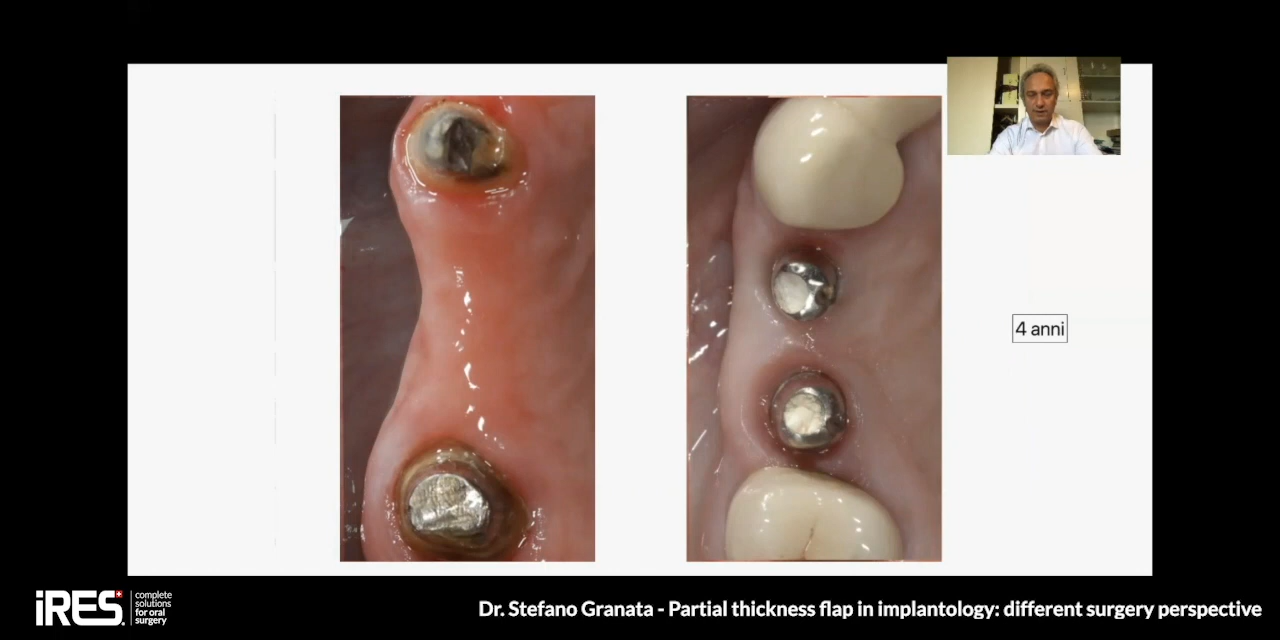 4 anni
iRES
complete
solutions
for oral
surgery
Dr. Stefano Granata - Partial thickness flap in implantology: different surgery perspective